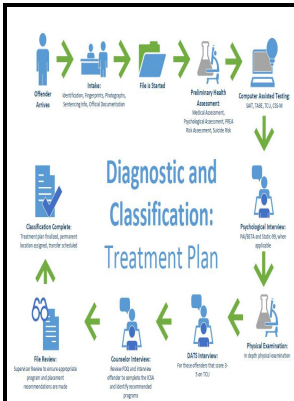 Offender
Arrives
Intake:
Identification, Fingerprints, Photographs,
Sentencing Info, Official Documentation
File is Started
Preliminary Health
Assessment:
Medical Assessment,
Psychological Assessment, PREA
Risk Assessment, Suicide Risk
Computer Assisted Testing:
SAIT, TABE, TCU, CSS-M
Diagnostic and
Classification:
Treatment Plan
Psychological Interview:
PAI/BETA and Static-99, when
applicable
Physical Examination:
In depth physical examination
DATS Interview:
For those offenders that score 3-
on TCU
Counselor Interview:
Review PDQ and interview
offender to complete the ICSA
and identify recommended
programs
File Review:
Supervisor Review to ensure appropriate
program and placement
recommendations are made
Classification Complete:
Treatment plan finalized, permanent
location assigned, transfer scheduled